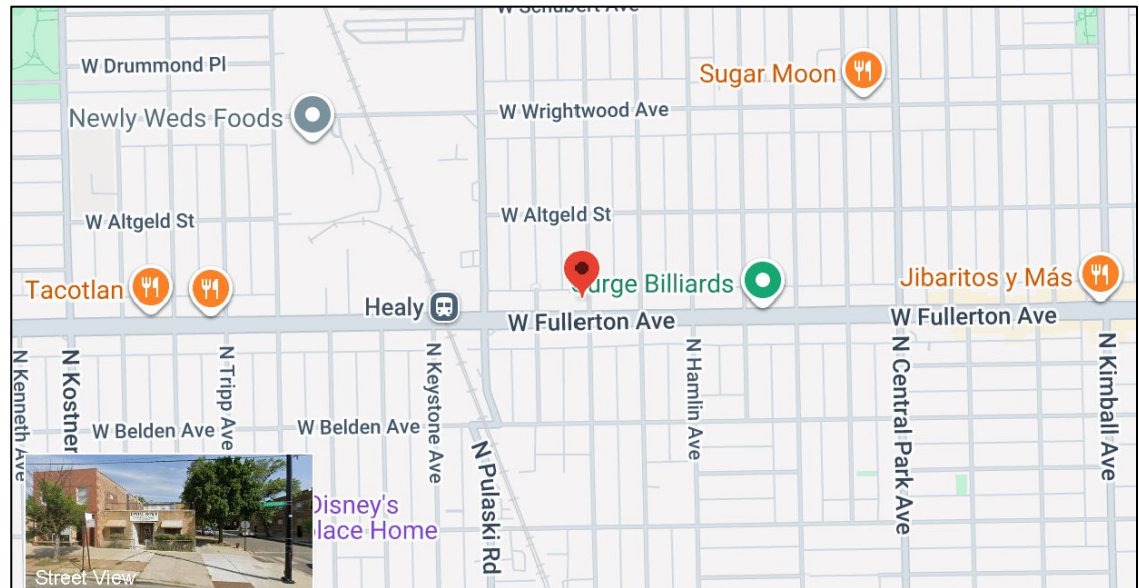 W Schubert Ave
W Drummond Pl
Sugar Moon
Newly Weds Foods
W Wrightwood Ave
W Altgeld St
W Altgeld St
Tacotlan
Surge Billiards
Jibaritos y Más
Healy
W Fullerton Ave
W Fullerton Ave
N Kenneth Ave
N Kostner
N Tripp Ave
N Keystone Ave
N Hamlin Ave
N Central Park Ave
N Kimball Ave
W Belden Ave
W Belden Ave
N Pulaski Rd
Disney's
lace Home
Street View